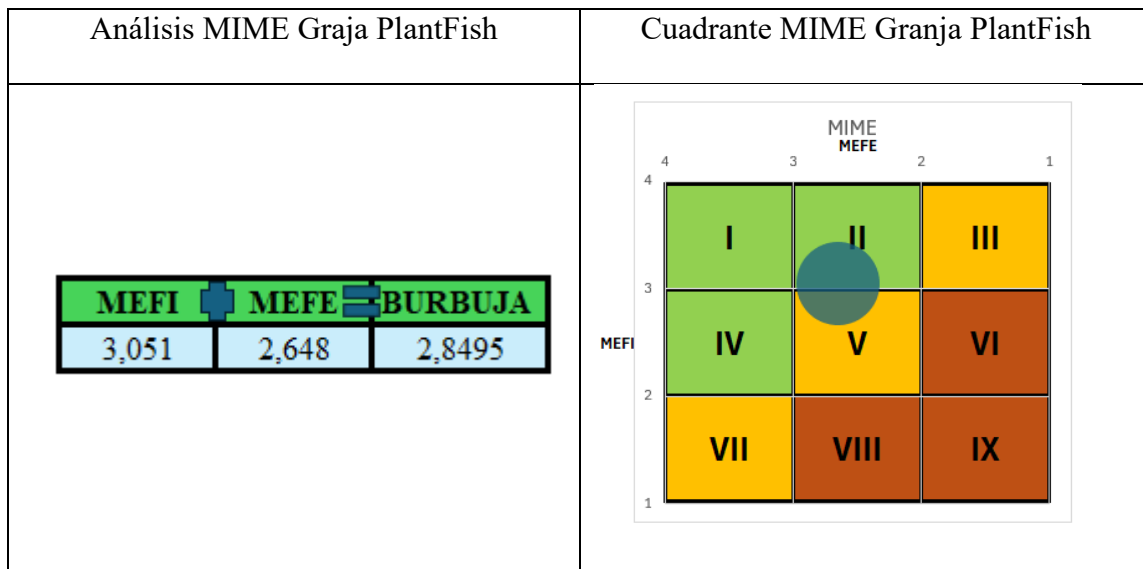 Análisis MIME Graja PlantFish
Cuadrante MIME Granja PlantFish
MEFI MEFE BURBUJA
3,051 2,648 2,8495
MIME
MEFE
4 3 2 1
4
I II III
3
MEFI IV V VI
2
VII VIII IX
1